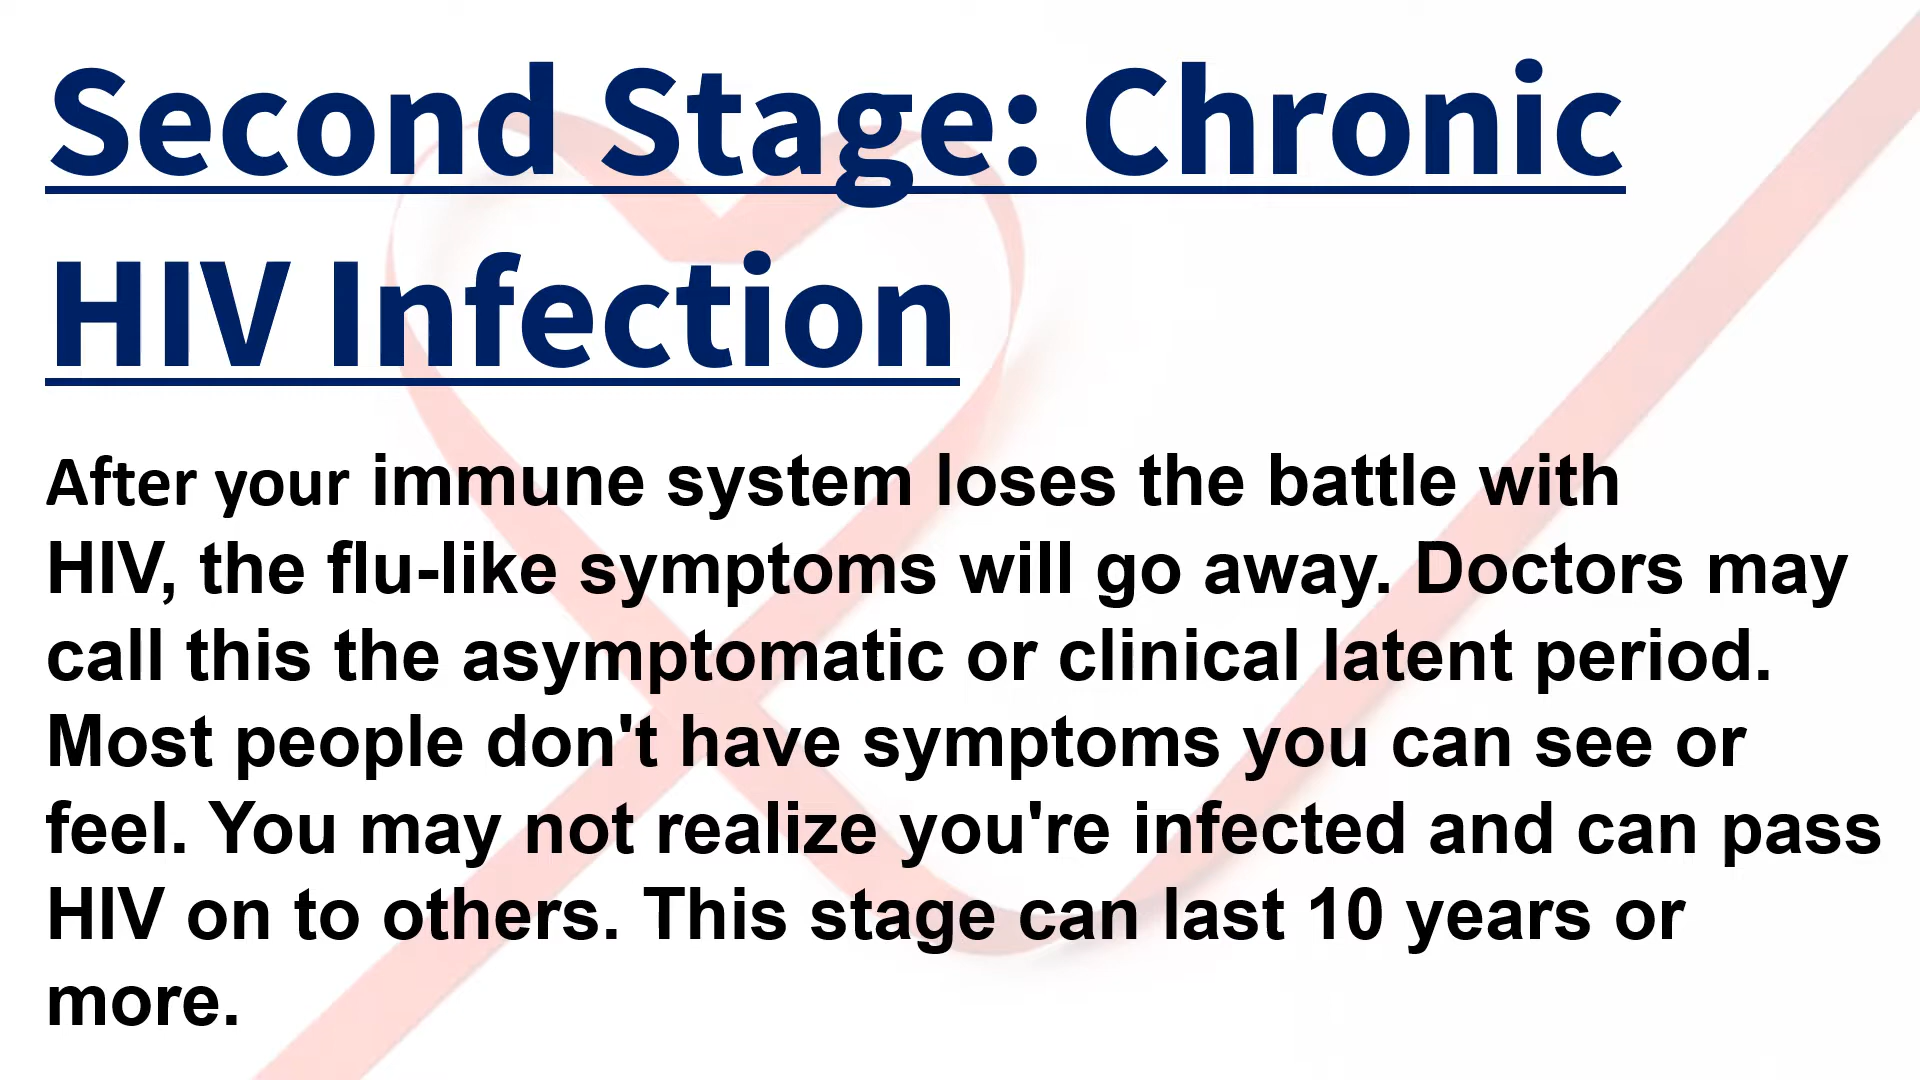 Second Stage: Chronic
HIV Infection
After your immune system loses the battle with
HIV, the flu-like symptoms will go away. Doctors may
call this the asymptomatic or clinical latent period.
Most people don't have symptoms you can see or
feel. You may not realize you're infected and can pass
HIV on to others. This stage can last 10 years or
more.